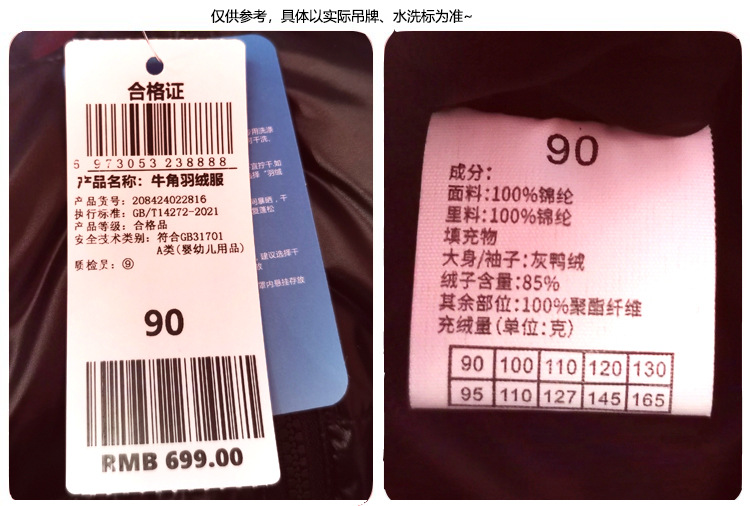 仅供参考，具体以实际吊牌、水洗标为准~
合格证
6 973053 238888
产品名称：牛角羽绒服
产品货号：208424022816
执行标准：GB/T14272-2021
产品等级：合格品
安全技术类别：符合GB31701
A类(婴幼儿用品)
质检员：⑨
90
RMB 699.00
90
成分：
面料:100%锦纶
里料:100%锦纶
填充物
大身/袖子:灰鸭绒
绒子含量:85%
其余部位:100%聚酯纤维
充绒量(单位:克)
90 100 110 120 130
95 110 127 145 165